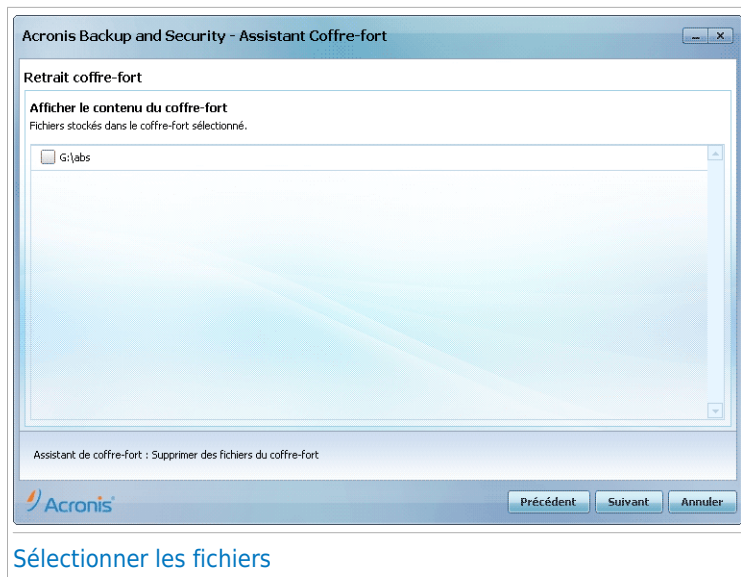 Acronis Backup and Security - Assistant Coffre-fort
Retrait coffre-fort
Afficher le contenu du coffre-fort
Fichiers stockés dans le coffre-fort sélectionné.
G:\abs
Assistant de coffre-fort : Supprimer des fichiers du coffre-fort
Acronis
Précédent Suivant Annuler
Sélectionner les fichiers